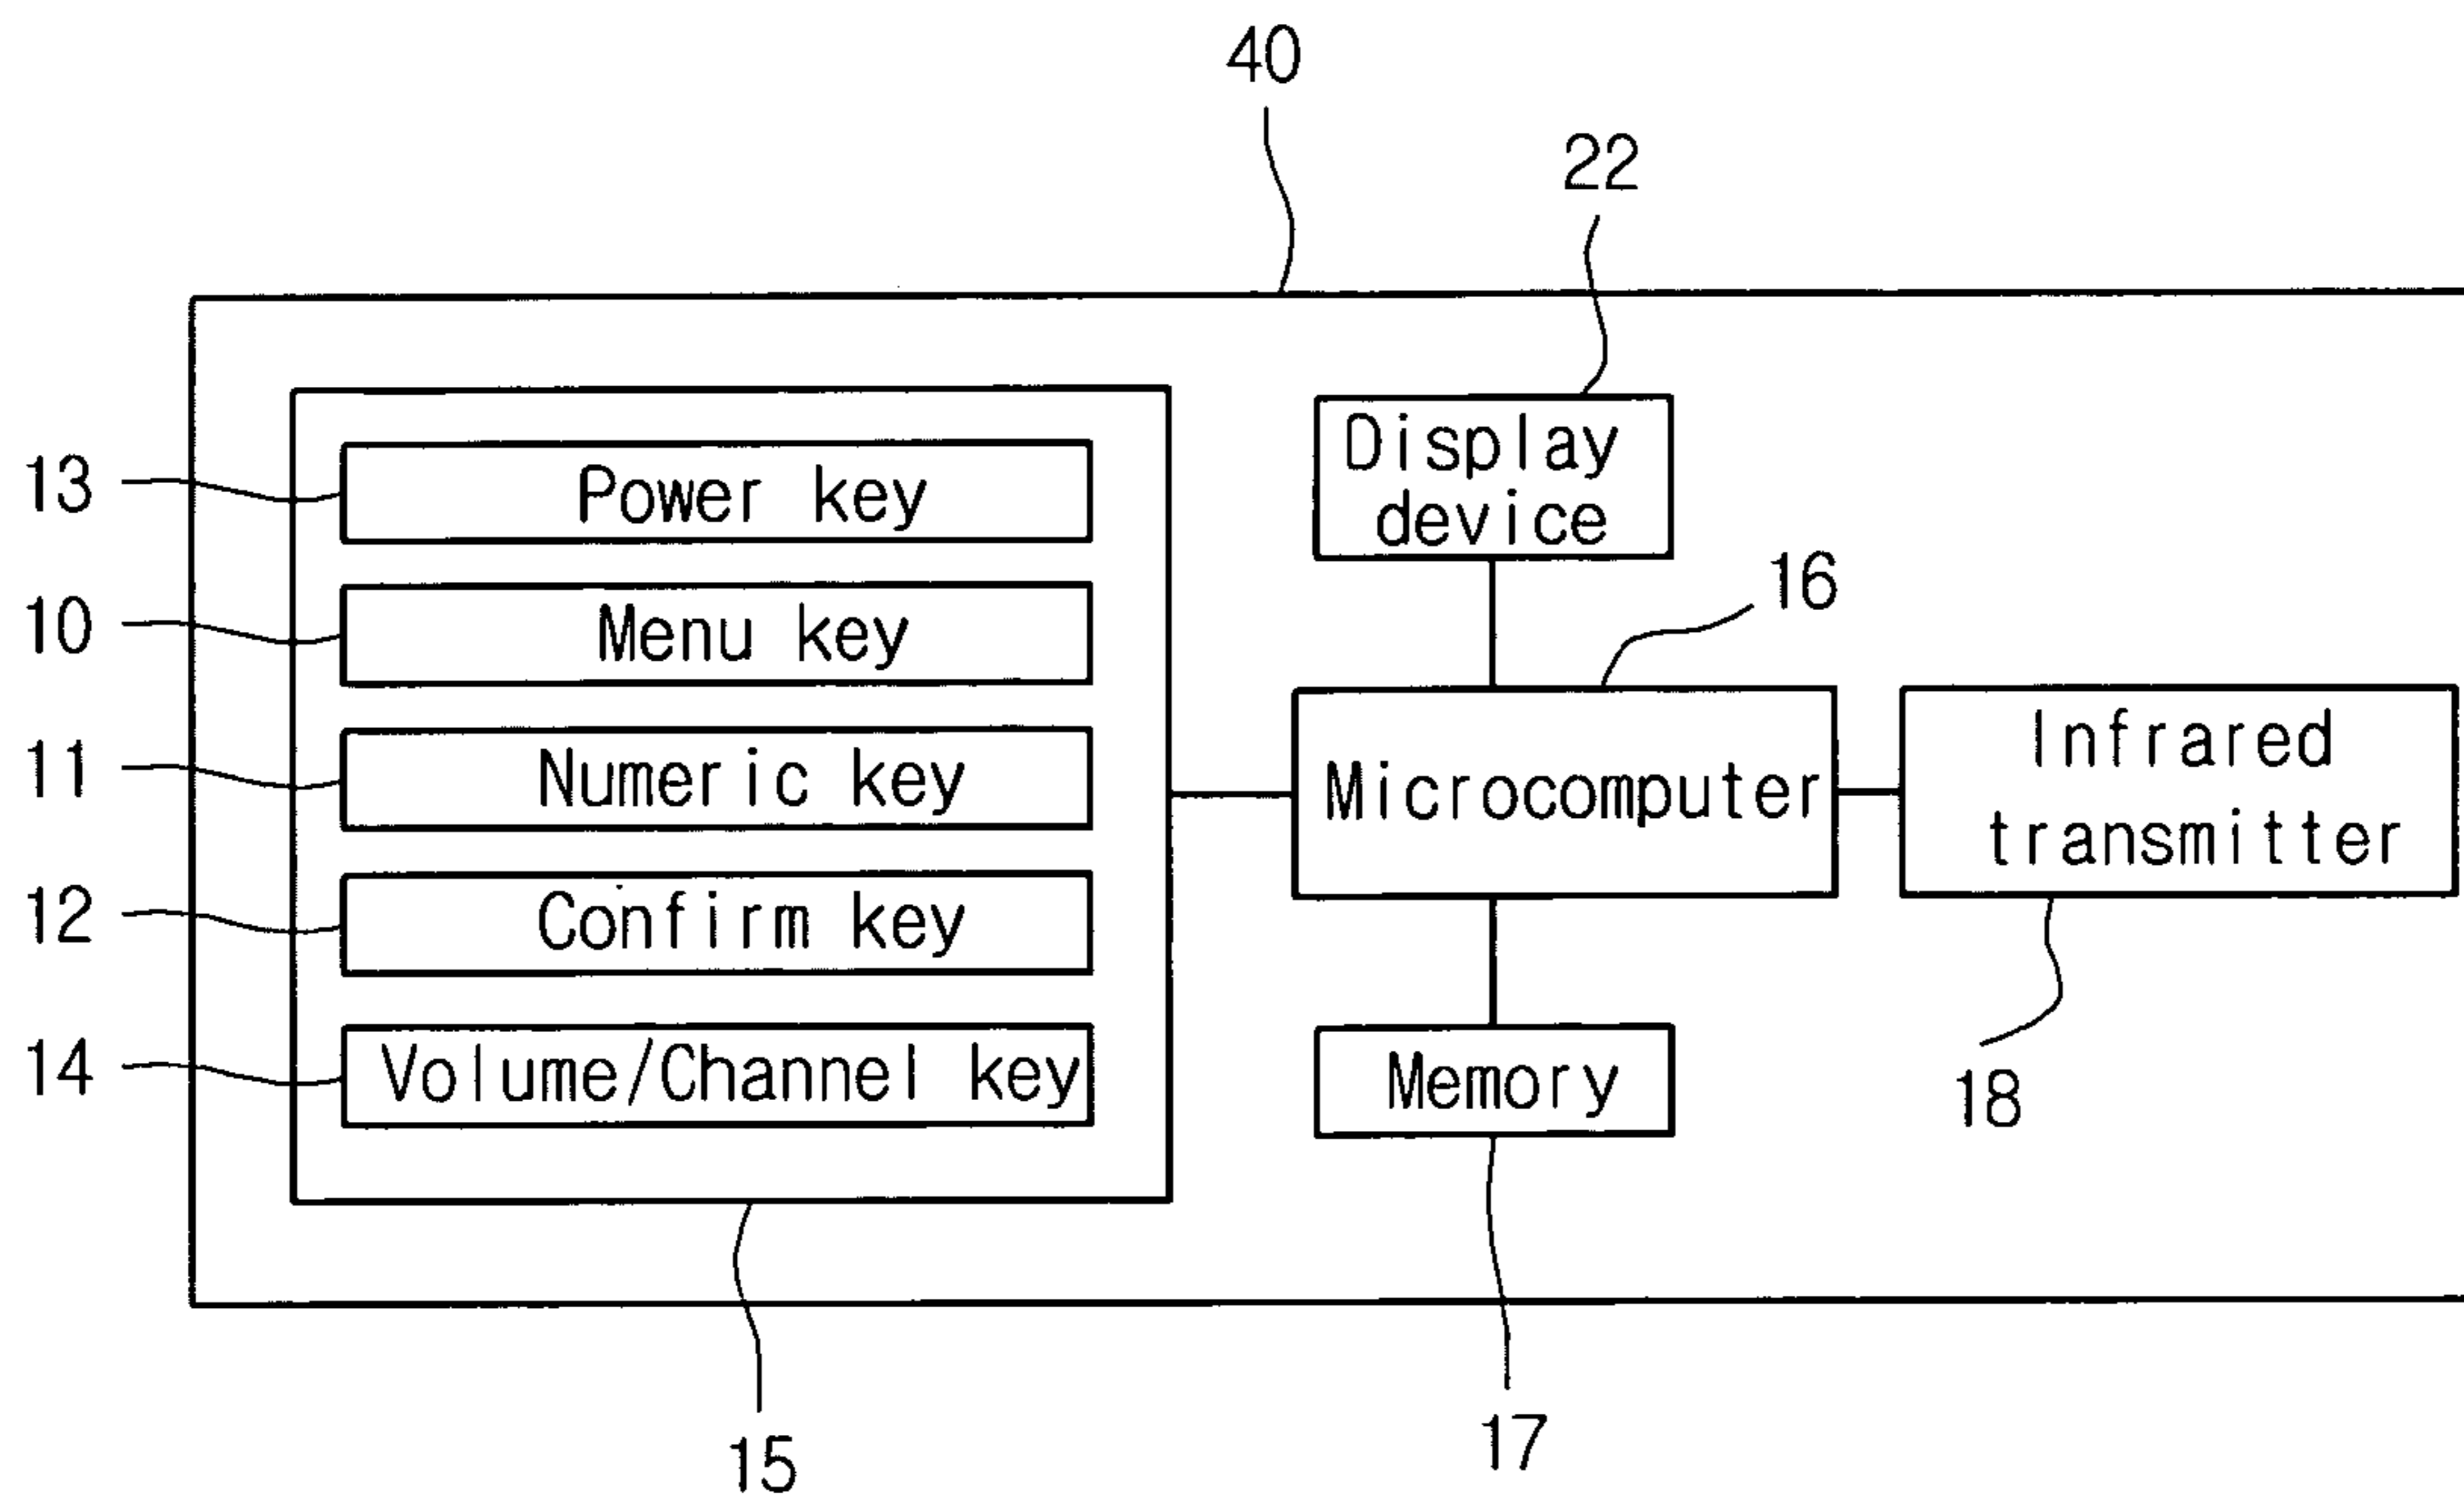 40
22
13
Power key
Display
device
10
Menu key
16
11
Numeric key
Microcomputer
Infrared
transmitter
12
Confirm key
14
Volume/Channel key
Memory
18
15
17